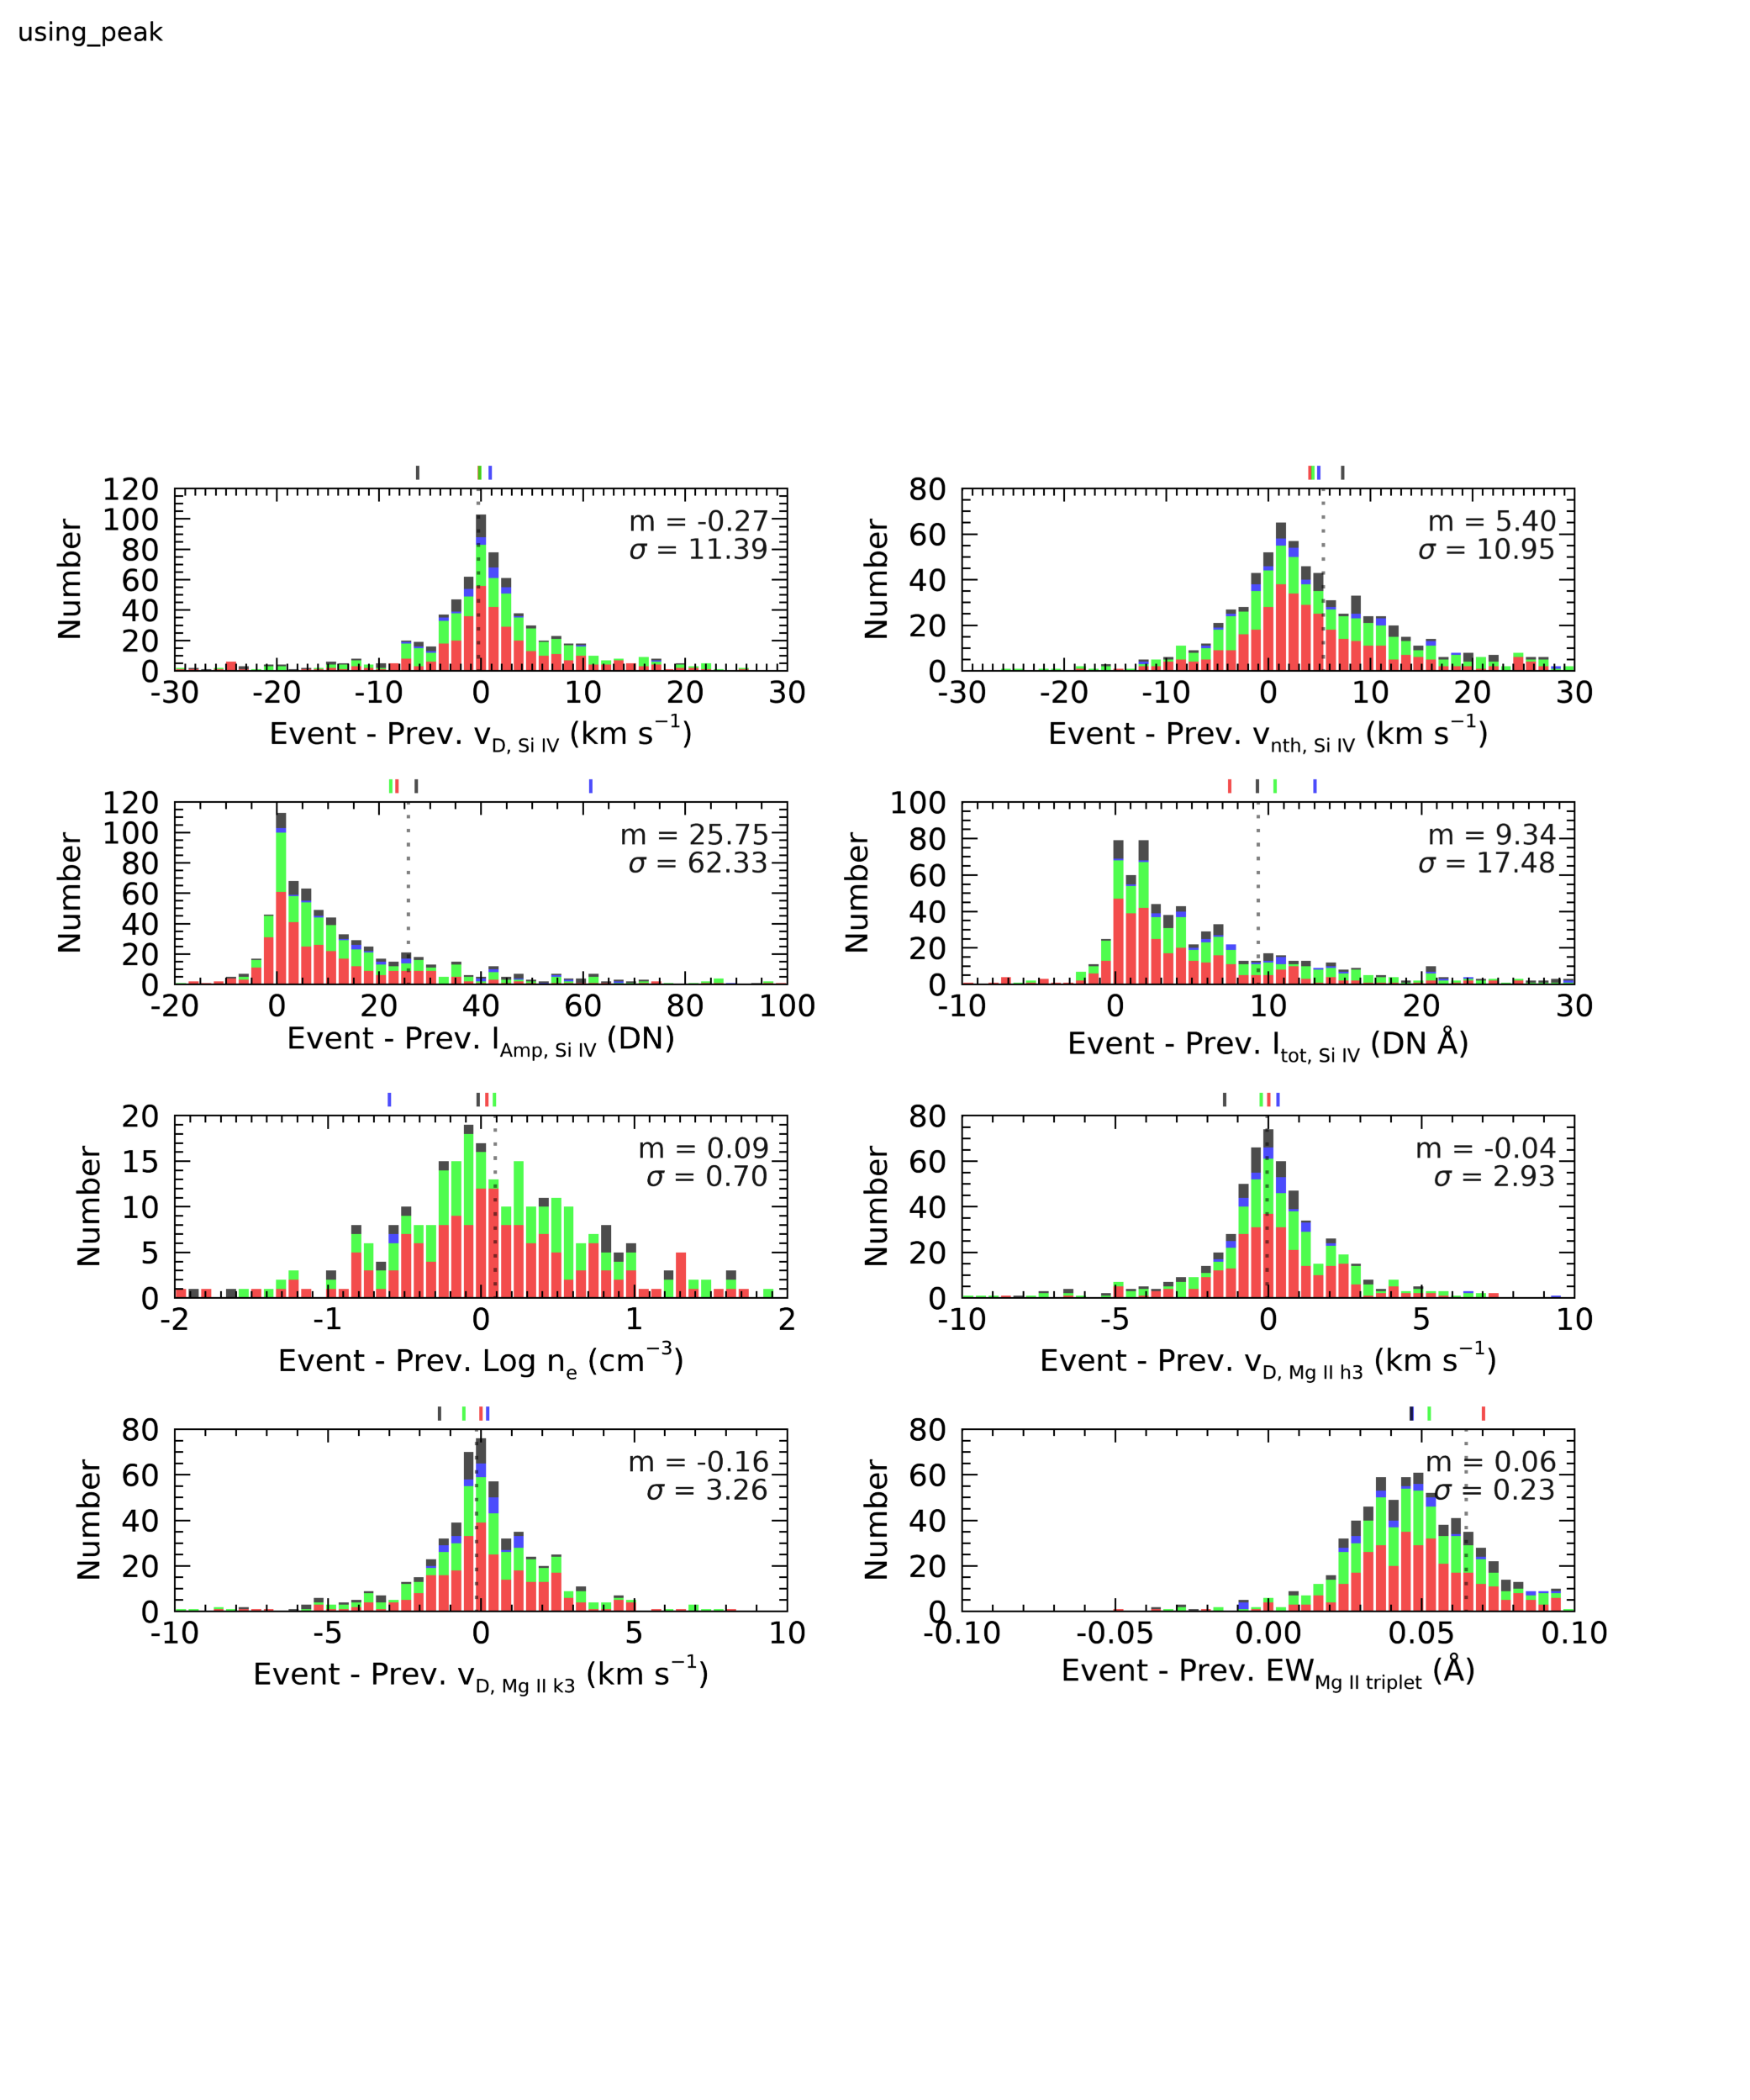 using_peak
120
100
80
60
40
20
0
Number
m = -0.27
σ = 11.39
-30 -20 -10 0 10 20 30
Event - Prev. v_D, Si IV (km s⁻¹)
80
60
40
20
0
Number
m = 5.40
σ = 10.95
-30 -20 -10 0 10 20 30
Event - Prev. v_nth, Si IV (km s⁻¹)
120
100
80
60
40
20
0
Number
m = 25.75
σ = 62.33
-20 0 20 40 60 80 100
Event - Prev. I_Amp, Si IV (DN)
100
80
60
40
20
0
Number
m = 9.34
σ = 17.48
-10 0 10 20 30
Event - Prev. I_tot, Si IV (DN Å)
20
15
10
5
0
Number
m = 0.09
σ = 0.70
-2 -1 0 1 2
Event - Prev. Log n_e (cm⁻³)
80
60
40
20
0
Number
m = -0.04
σ = 2.93
-10 -5 0 5 10
Event - Prev. v_D, Mg II h3 (km s⁻¹)
80
60
40
20
0
Number
m = -0.16
σ = 3.26
-10 -5 0 5 10
Event - Prev. v_D, Mg II k3 (km s⁻¹)
80
60
40
20
0
Number
m = 0.06
σ = 0.23
-0.10 -0.05 0.00 0.05 0.10
Event - Prev. EW_Mg II triplet (Å)